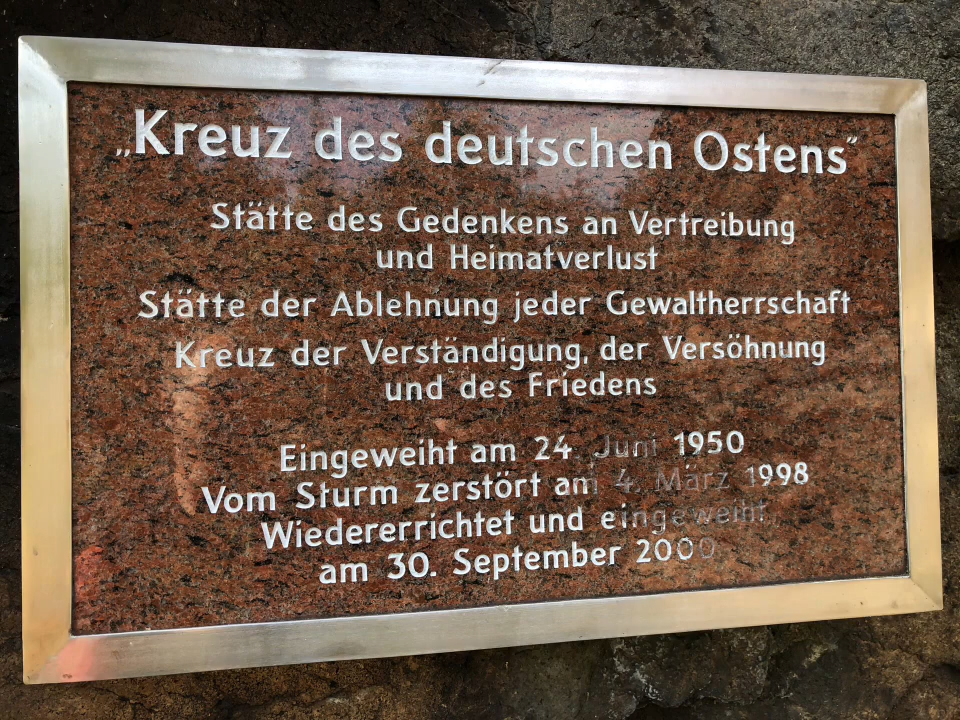 „Kreuz des deutschen Ostens“
Stätte des Gedenkens an Vertreibung
und Heimatverlust
Stätte der Ablehnung jeder Gewaltherrschaft
Kreuz der Verständigung, der Versöhnung
und des Friedens
Eingeweiht am 24. Juni 1950
Vom Sturm zerstört am 4. März 1998
Wiedererrichtet und eingeweiht
am 30. September 2000